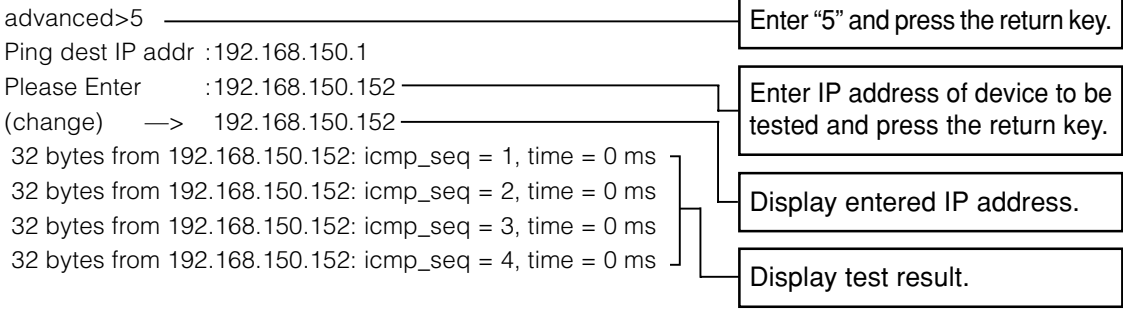 advanced>5
Ping dest IP addr :192.168.150.1
Please Enter :192.168.150.152
(change) —> 192.168.150.152
32 bytes from 192.168.150.152: icmp_seq = 1, time = 0 ms
32 bytes from 192.168.150.152: icmp_seq = 2, time = 0 ms
32 bytes from 192.168.150.152: icmp_seq = 3, time = 0 ms
32 bytes from 192.168.150.152: icmp_seq = 4, time = 0 ms
Enter “5” and press the return key.
Enter IP address of device to be
tested and press the return key.
Display entered IP address.
Display test result.